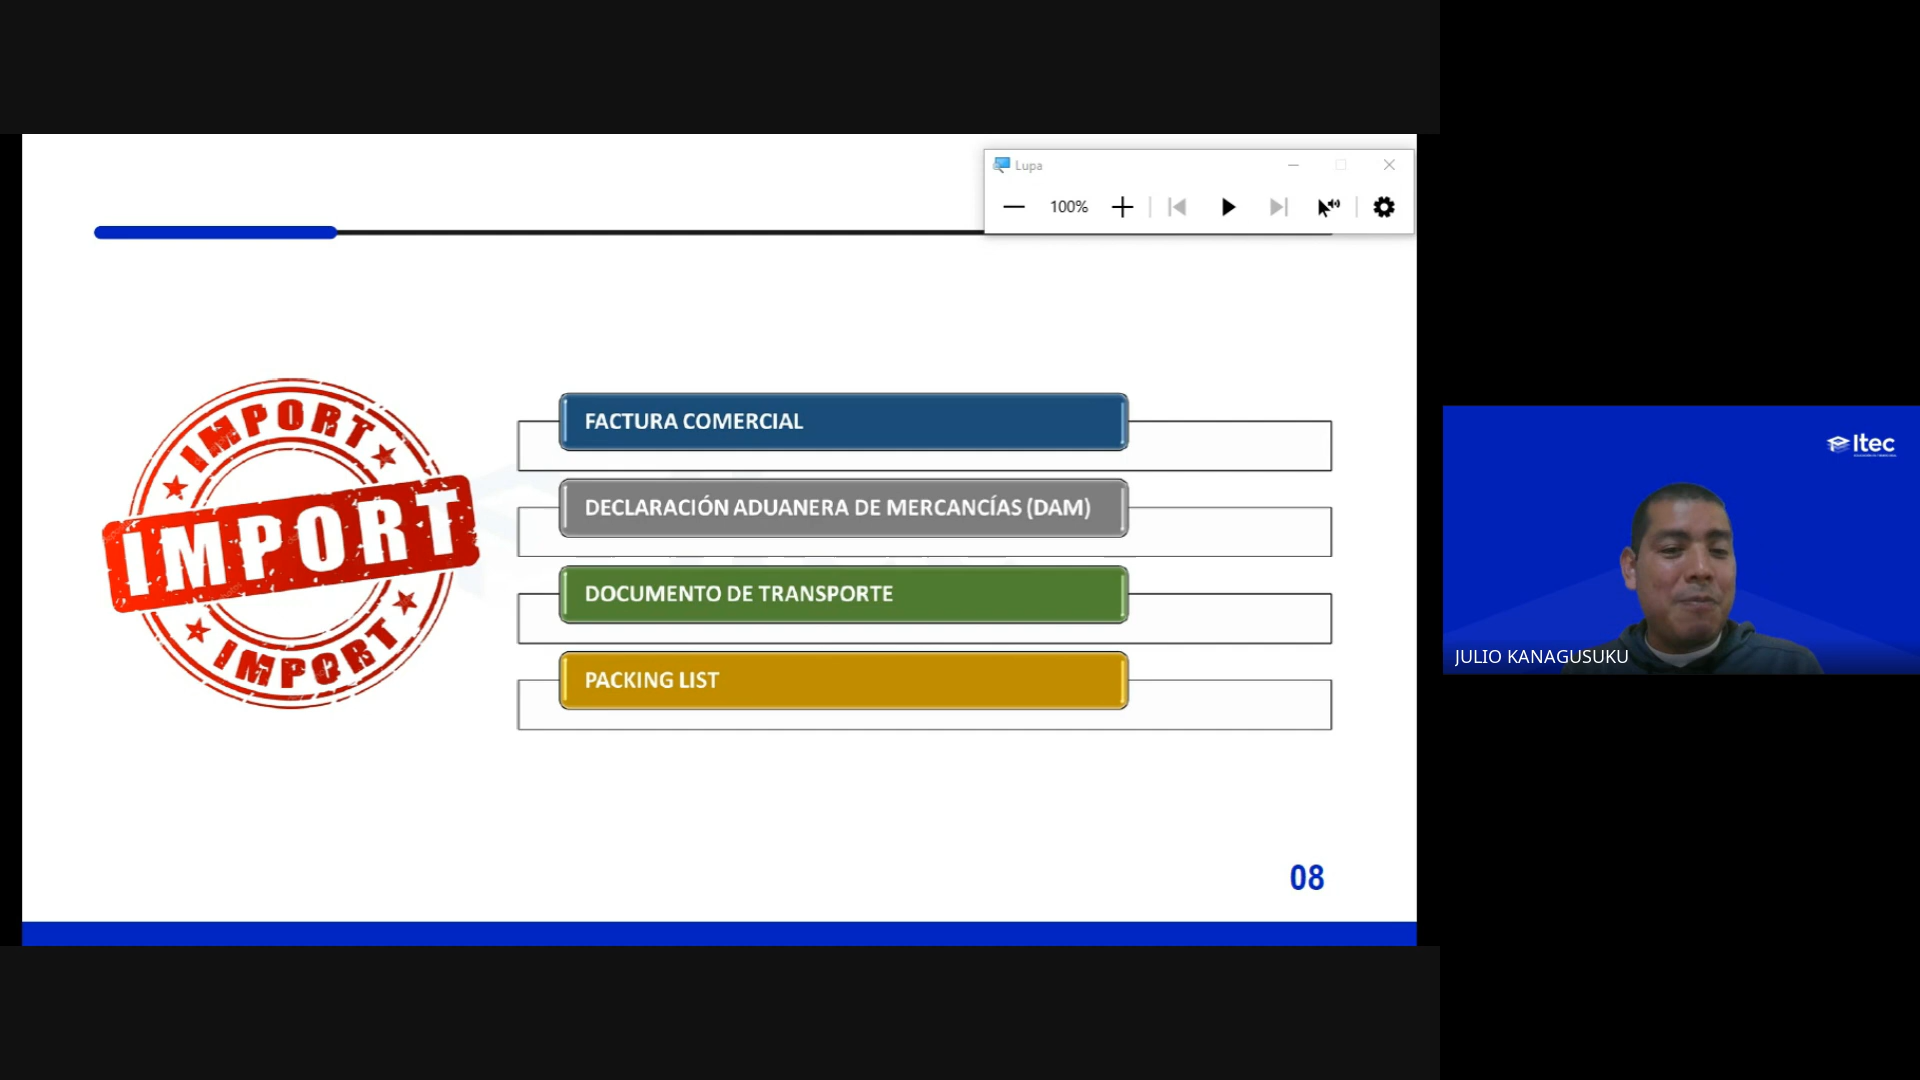 Lupa
100%
IMPORT
IMPORT
IMPORT
FACTURA COMERCIAL
DECLARACIÓN ADUANERA DE MERCANCÍAS (DAM)
DOCUMENTO DE TRANSPORTE
PACKING LIST
08
Itec
JULIO KANAGUSUKU